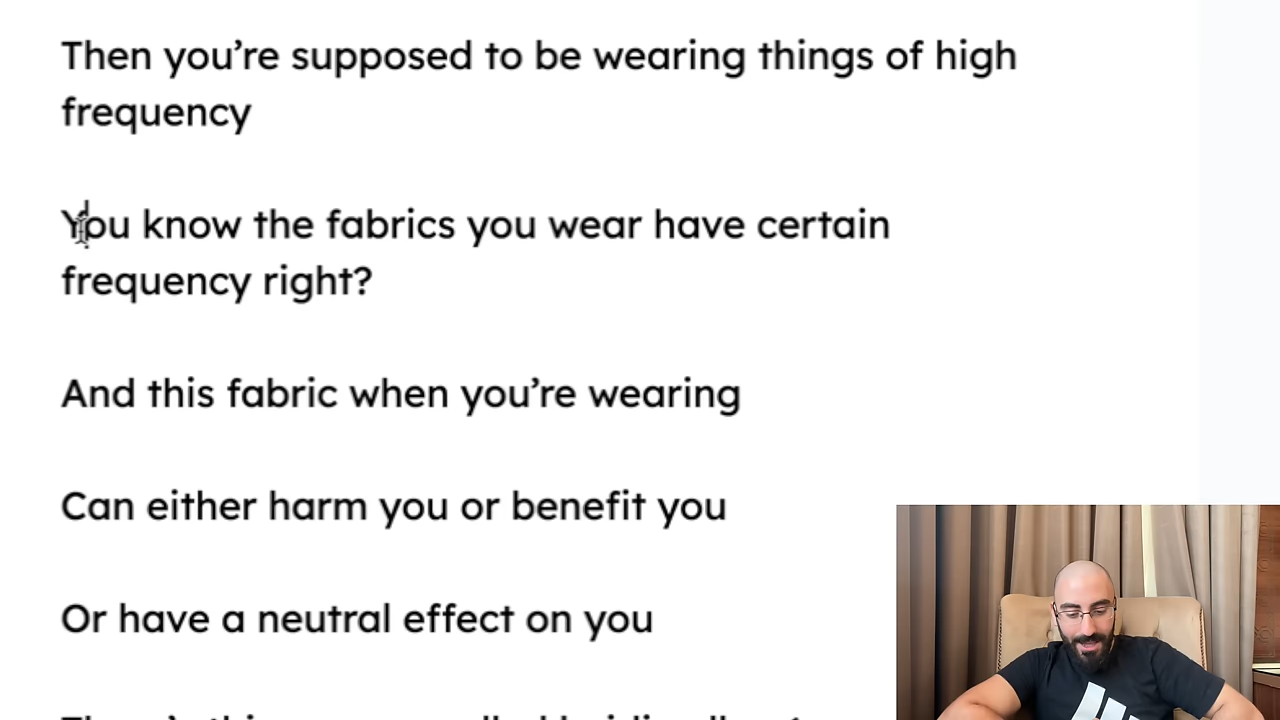 Then you’re supposed to be wearing things of high
frequency
You know the fabrics you wear have certain
frequency right?
And this fabric when you’re wearing
Can either harm you or benefit you
Or have a neutral effect on you